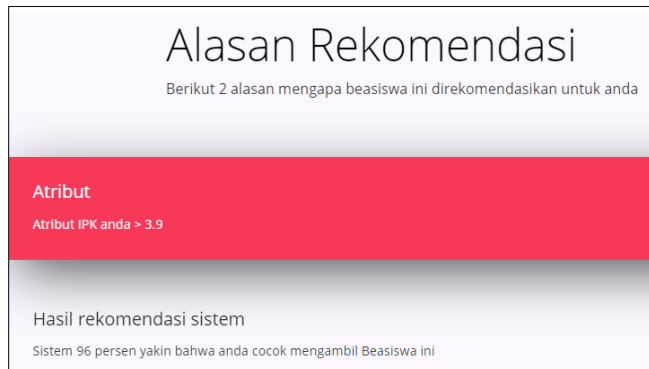 Alasan Rekomendasi
Berikut 2 alasan mengapa beasiswa ini direkomendasikan untuk anda
Atribut
Atribut IPK anda > 3.9
Hasil rekomendasi sistem
Sistem 96 persen yakin bahwa anda cocok mengambil Beasiswa ini